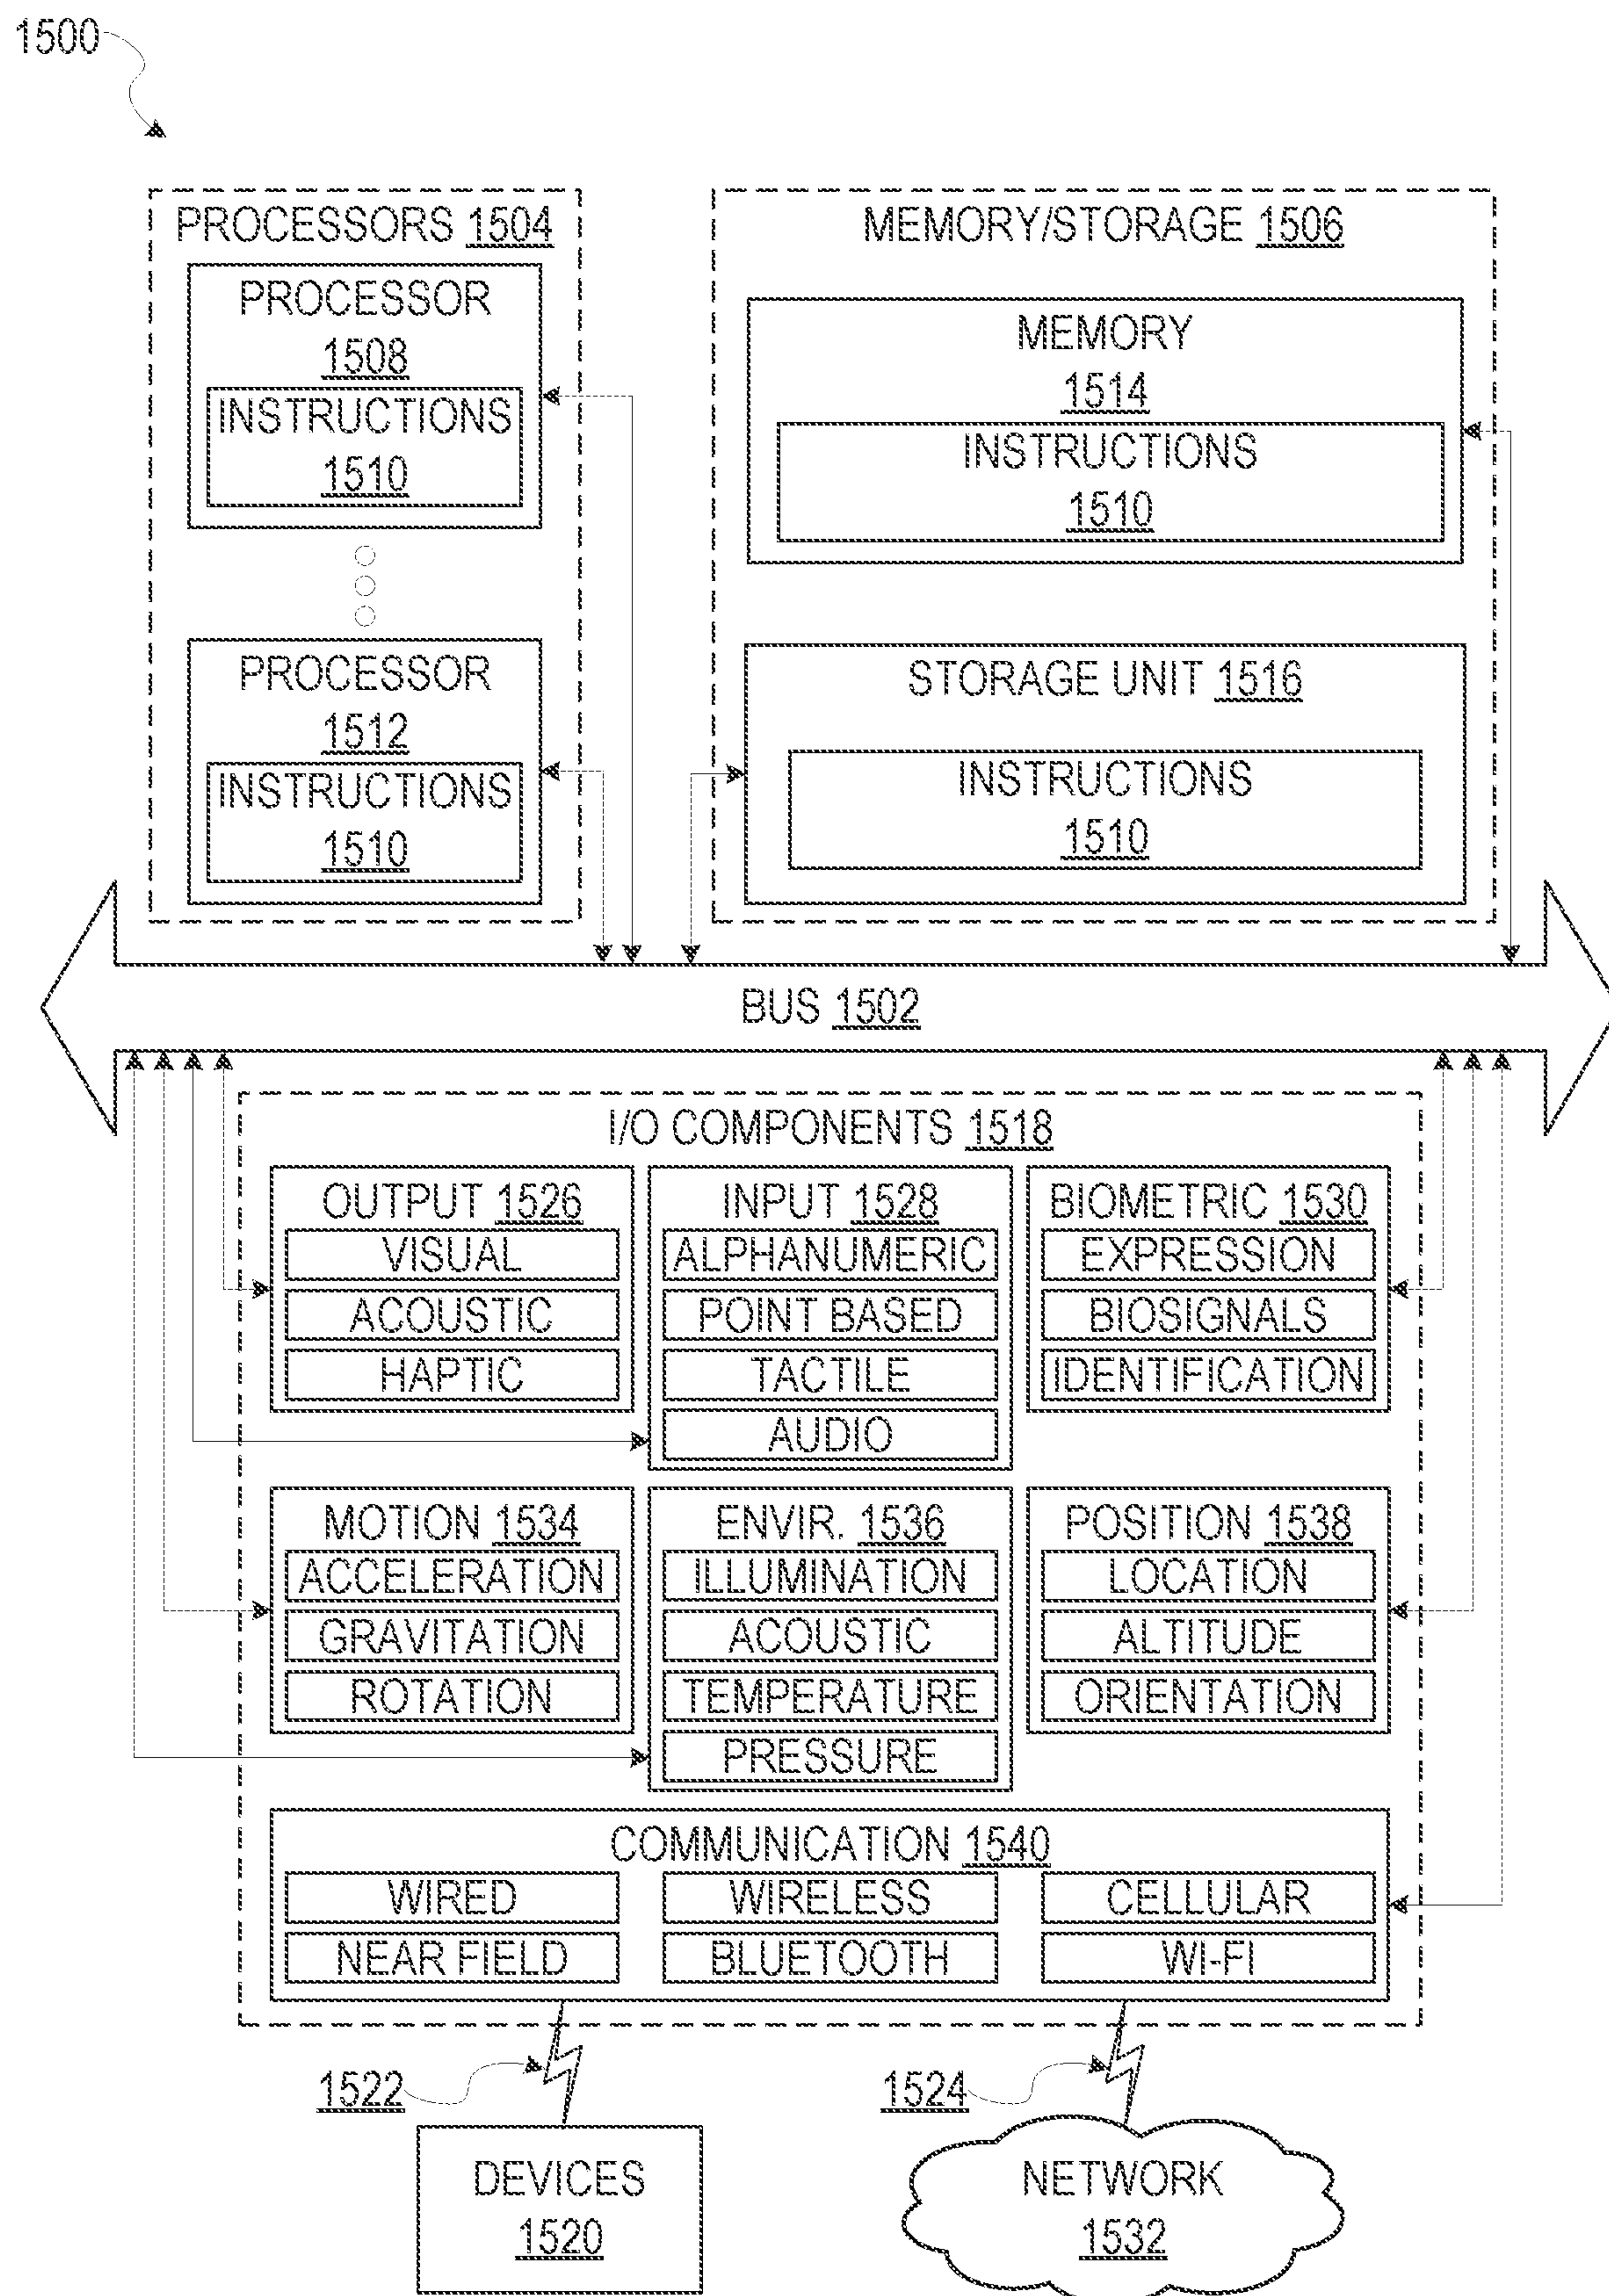 1500
PROCESSORS 1504
PROCESSOR
1508
INSTRUCTIONS
1510
PROCESSOR
1512
INSTRUCTIONS
1510
MEMORY/STORAGE 1506
MEMORY
1514
INSTRUCTIONS
1510
STORAGE UNIT 1516
INSTRUCTIONS
1510
BUS 1502
I/O COMPONENTS 1518
OUTPUT 1526
VISUAL
ACOUSTIC
HAPTIC
INPUT 1528
ALPHANUMERIC
POINT BASED
TACTILE
AUDIO
BIOMETRIC 1530
EXPRESSION
BIOSIGNALS
IDENTIFICATION
MOTION 1534
ACCELERATION
GRAVITATION
ROTATION
ENVIR. 1536
ILLUMINATION
ACOUSTIC
TEMPERATURE
PRESSURE
POSITION 1538
LOCATION
ALTITUDE
ORIENTATION
COMMUNICATION 1540
WIRED
WIRELESS
CELLULAR
NEAR FIELD
BLUETOOTH
WI-FI
1522
1524
DEVICES
1520
NETWORK
1532